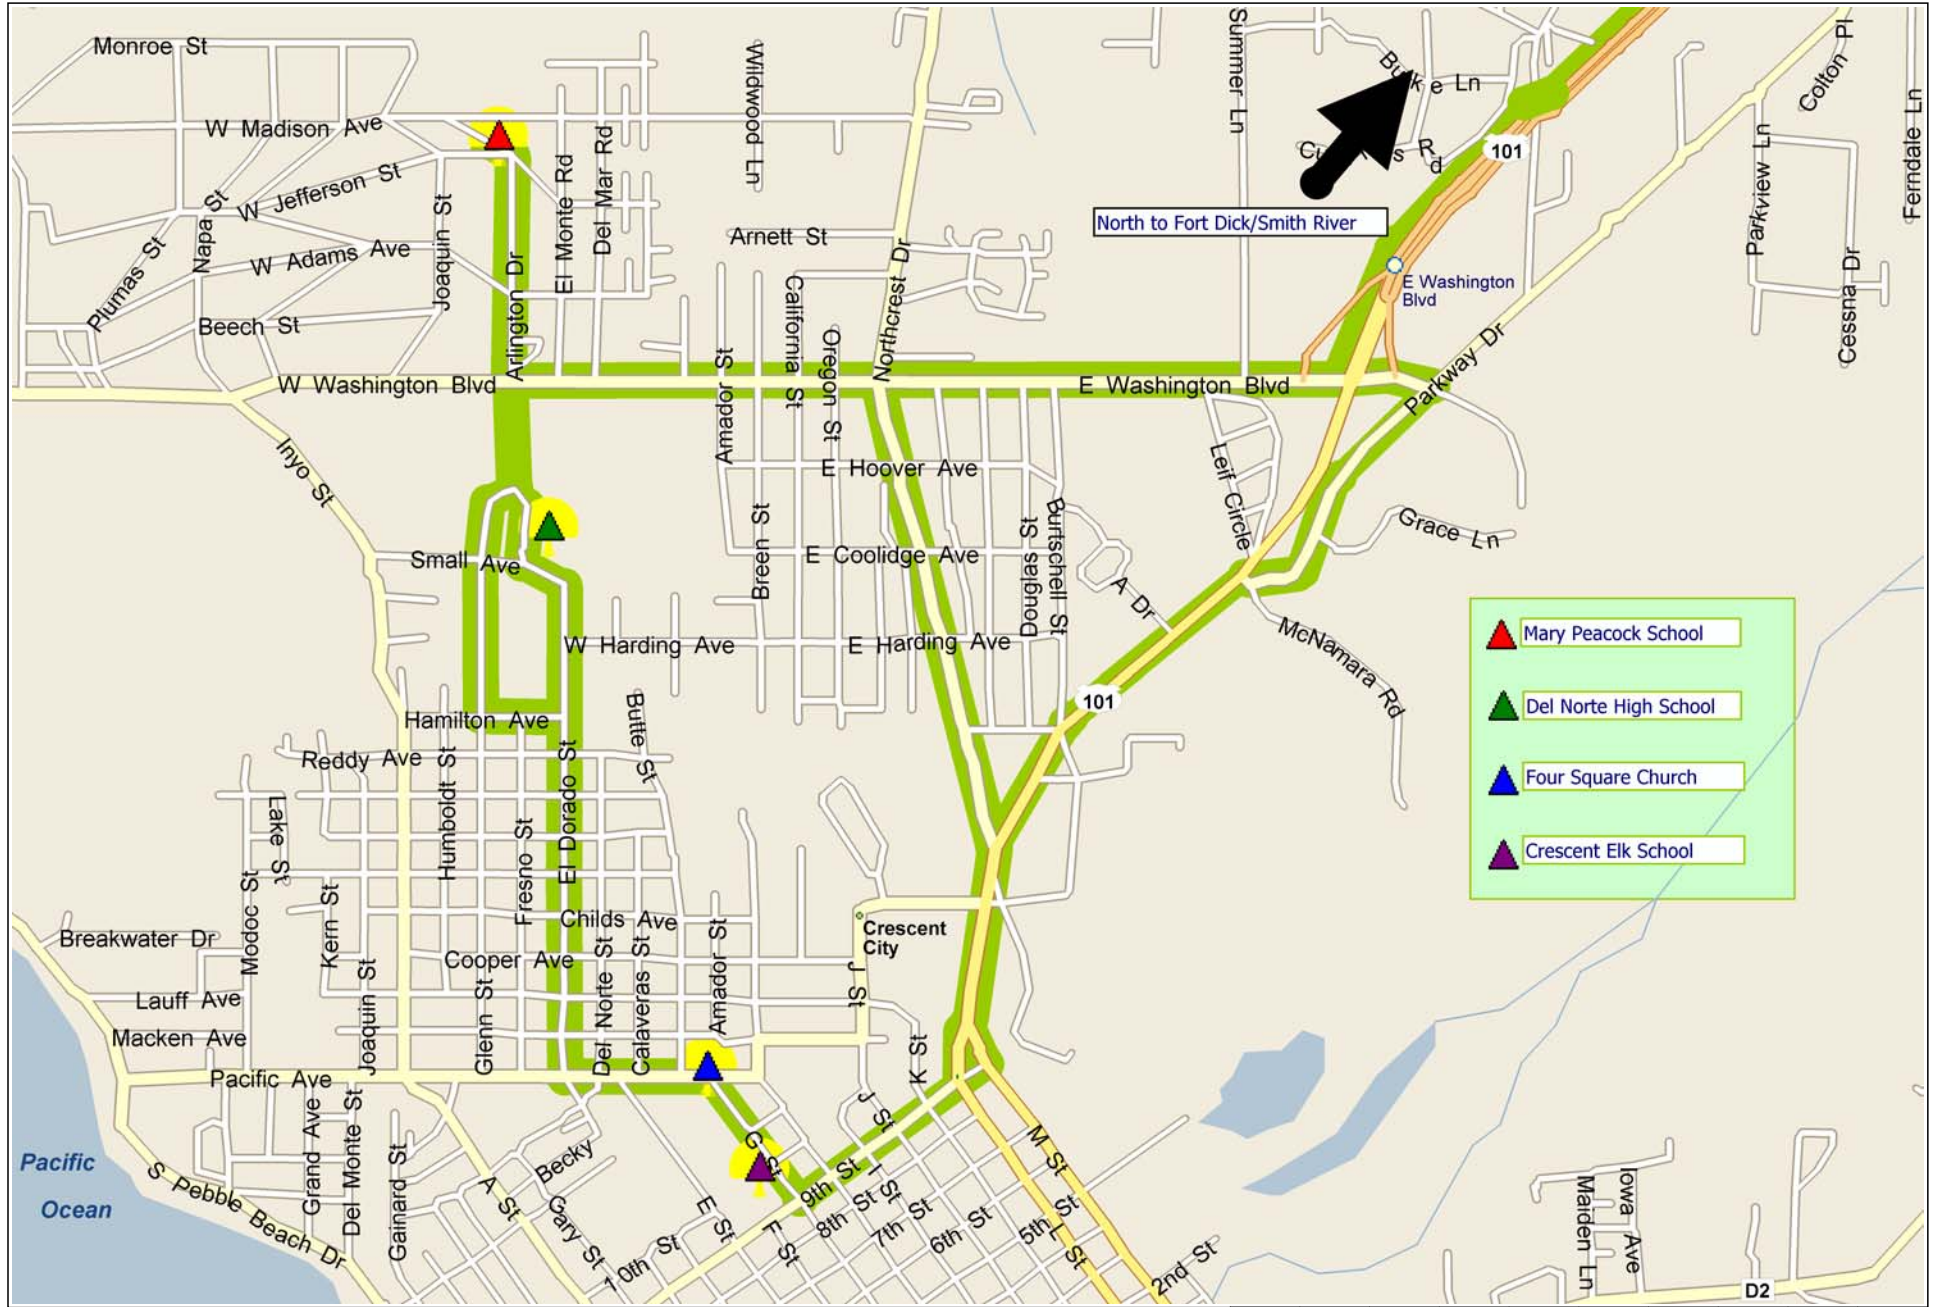 Monroe St
W Madison Ave
W Jefferson St
Napa St
W Adams Ave
Plumas St
Beech St
Joaquin St
Arlington Dr
El Monte Rd
Del Mar Rd
Wildwood Ln
Arnett St
Northcrest Dr
Summer Ln
Burke Ln
Rd
101
North to Fort Dick/Smith River
E Washington
Blvd
Parkview Ln
Colton Pl
Ferndale Ln
Cessna Dr
Parkway Dr
W Washington Blvd
E Washington Blvd
Amador St
California St
Oregon St
Inyo St
E Hoover Ave
Leif Circle
Grace Ln
Small Ave
Breen St
E Coolidge Ave
Douglas St
Burtschell St
A Dr
W Harding Ave
E Harding Ave
McNamara Rd
101
Mary Peacock School
Del Norte High School
Four Square Church
Crescent Elk School
Hamilton Ave
Reddy Ave
Butte St
Humboldt St
El Dorado St
Fresno St
Lake St
Modoc St
Kern St
Childs Ave
Breakwater Dr
Cooper Ave
Crescent
City
J St
Lauff Ave
Macken Ave
Joaquin St
Glenn St
Del Norte St
Calaveras St
Amador St
K St
Pacific Ave
Grand Ave
Del Monte St
Gainard St
Becky
A St
Gary St
G St
J St
I St
9th St
8th St
7th St
6th St
5th St
M St
L St
E St
F St
10th St
2nd St
Pacific
Ocean
S Pebble Beach Dr
Maiden Ln
Iowa Ave
D2